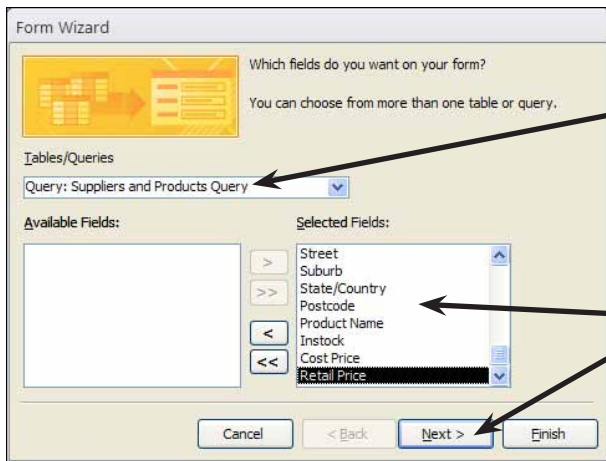 Form Wizard
Which fields do you want on your form?
You can choose from more than one table or query.
Tables/Queries
Query: Suppliers and Products Query
Available Fields:
Selected Fields:
Street
Suburb
State/Country
Postcode
Product Name
Instock
Cost Price
Retail Price
>
>>
<
<<
Cancel
< Back
Next >
Finish